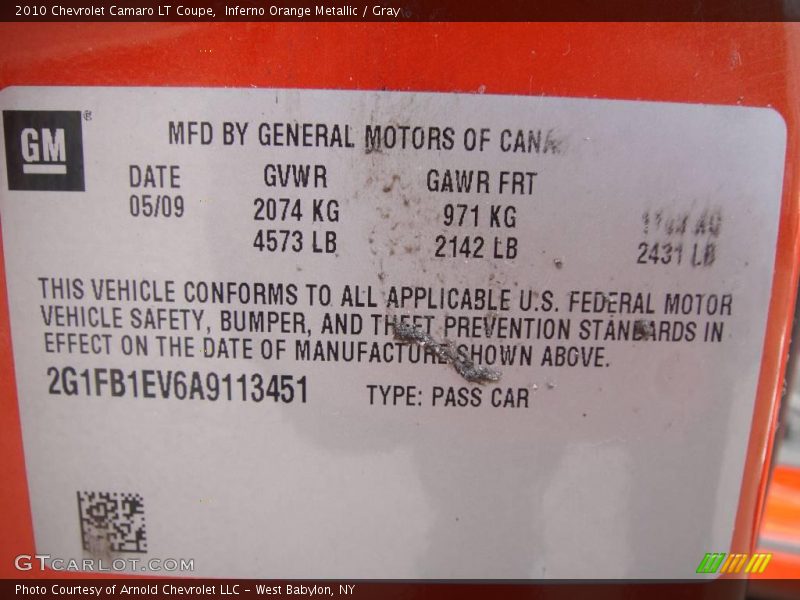 2010 Chevrolet Camaro LT Coupe, Inferno Orange Metallic / Gray
GM
MFD BY GENERAL MOTORS OF
DATE GVWR GAWR FRT
05/09 2074 KG 971 KG
4573 LB 2142 LB 2431 LB
THIS VEHICLE CONFORMS TO ALL APPLICABLE U.S. FEDERAL MOTOR
VEHICLE SAFETY, BUMPER, AND THEFT PREVENTION STANDARDS IN
EFFECT ON THE DATE OF MANUFACTURE SHOWN ABOVE.
2G1FB1EV6A9113451 TYPE: PASS CAR
GTCARLOT.COM
Photo Courtesy of Arnold Chevrolet LLC - West Babylon, NY